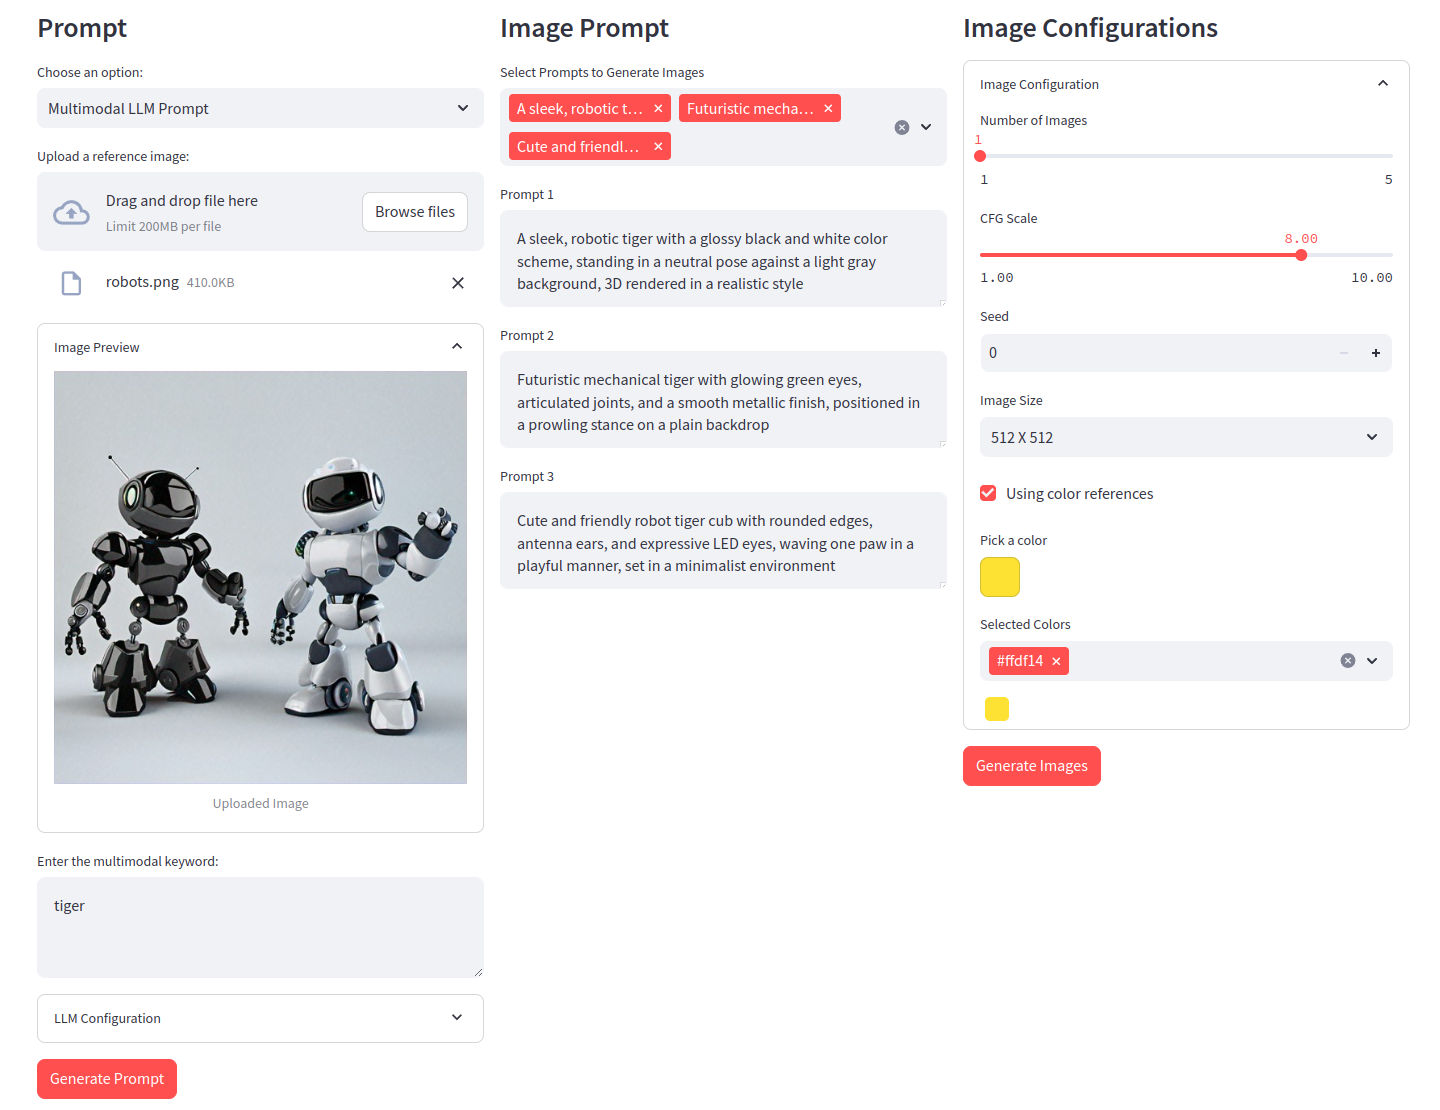 Prompt
Choose an option:
Multimodal LLM Prompt
Upload a reference image:
Drag and drop file here
Limit 200MB per file
Browse files
robots.png 410.0KB
Image Preview
Uploaded Image
Enter the multimodal keyword:
tiger
LLM Configuration
Generate Prompt
Image Prompt
Select Prompts to Generate Images
A sleek, robotic t...
Futuristic mecha...
Cute and friendl...
Prompt 1
A sleek, robotic tiger with a glossy black and white color
scheme, standing in a neutral pose against a light gray
background, 3D rendered in a realistic style
Prompt 2
Futuristic mechanical tiger with glowing green eyes,
articulated joints, and a smooth metallic finish, positioned in
a prowling stance on a plain backdrop
Prompt 3
Cute and friendly robot tiger cub with rounded edges,
antenna ears, and expressive LED eyes, waving one paw in a
playful manner, set in a minimalist environment
Image Configurations
Image Configuration
Number of Images
1
1 5
CFG Scale
8.00
1.00 10.00
Seed
0
Image Size
512 X 512
Using color references
Pick a color
Selected Colors
#ffdf14
Generate Images